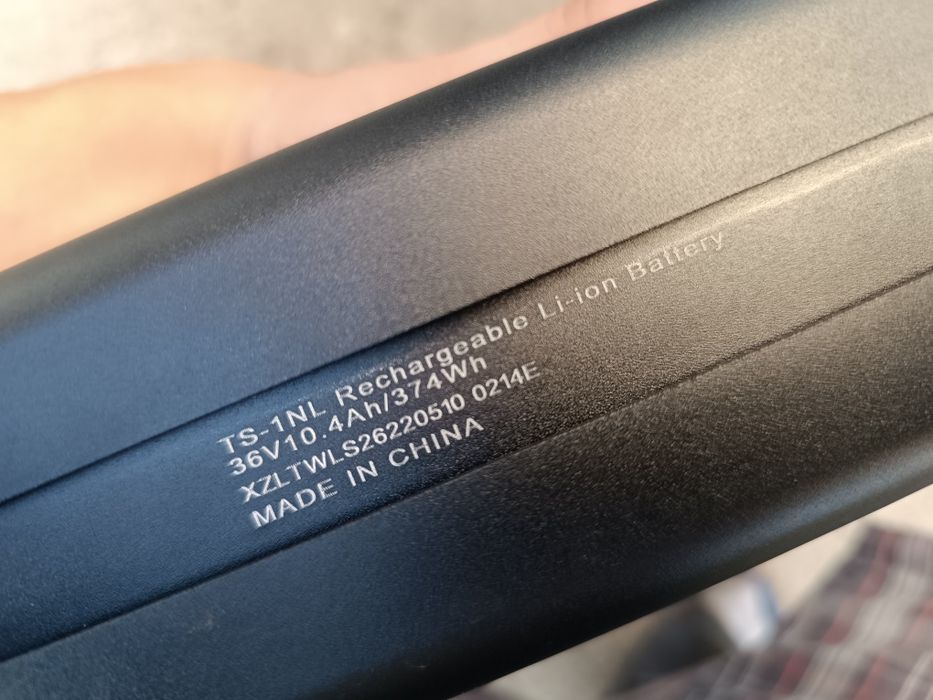 TS-1NL Rechargeable Li-ion Battery
36V10.4Ah/374Wh
XZLTWLS26220510 0214E
MADE IN CHINA